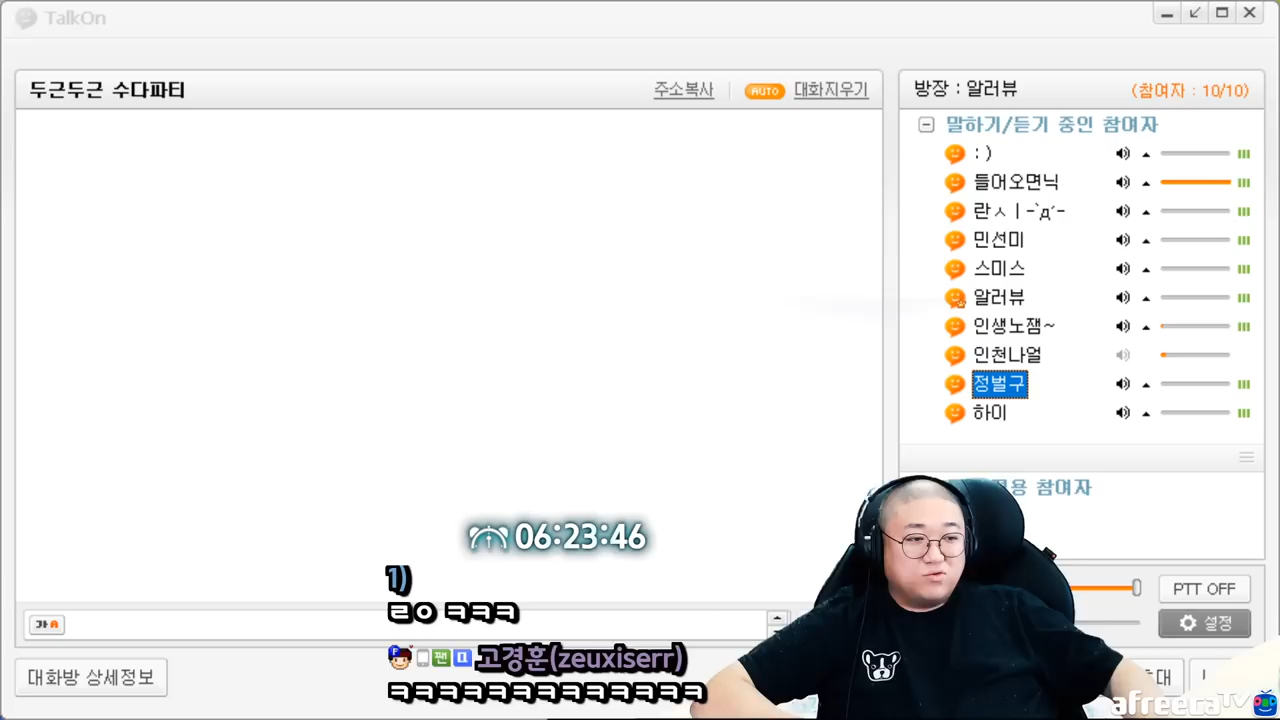 TalkOn
두근두근 수다파티
주소복사
AUTO
대화지우기
방장 : 알러뷰
(참여자 : 10/10)
말하기/듣기 중인 참여자
: )
들어오면닉
란ㅅㅣ-`д´-
민선미
스미스
알러뷰
인생노잼~
인천나얼
정벌구
하이
용 참여자
06:23:46
1)
ㄹㅇ ㅋㅋㅋ
고경훈(zeuxiserr)
ㅋㅋㅋㅋㅋㅋㅋㅋㅋㅋㅋㅋㅋ
PTT OFF
설정
대화방 상세정보
대
afreecaTV